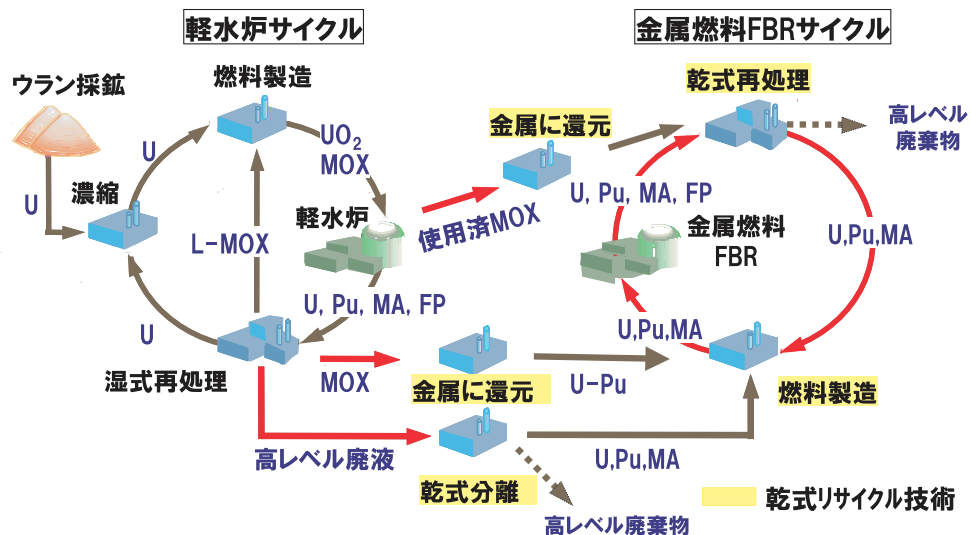 軽水炉サイクル
金属燃料FBRサイクル
ウラン採鉱
燃料製造
乾式再処理
高レベル
廃棄物
金属に還元
UO₂
MOX
U
U
濃縮
L-MOX
軽水炉
使用済MOX
U, Pu, MA, FP
金属燃料
FBR
U,Pu,MA
U, Pu, MA, FP
U
U,Pu,MA
湿式再処理
MOX
金属に還元
U-Pu
燃料製造
高レベル廃液
U,Pu,MA
乾式分離
高レベル廃棄物
乾式リサイクル技術